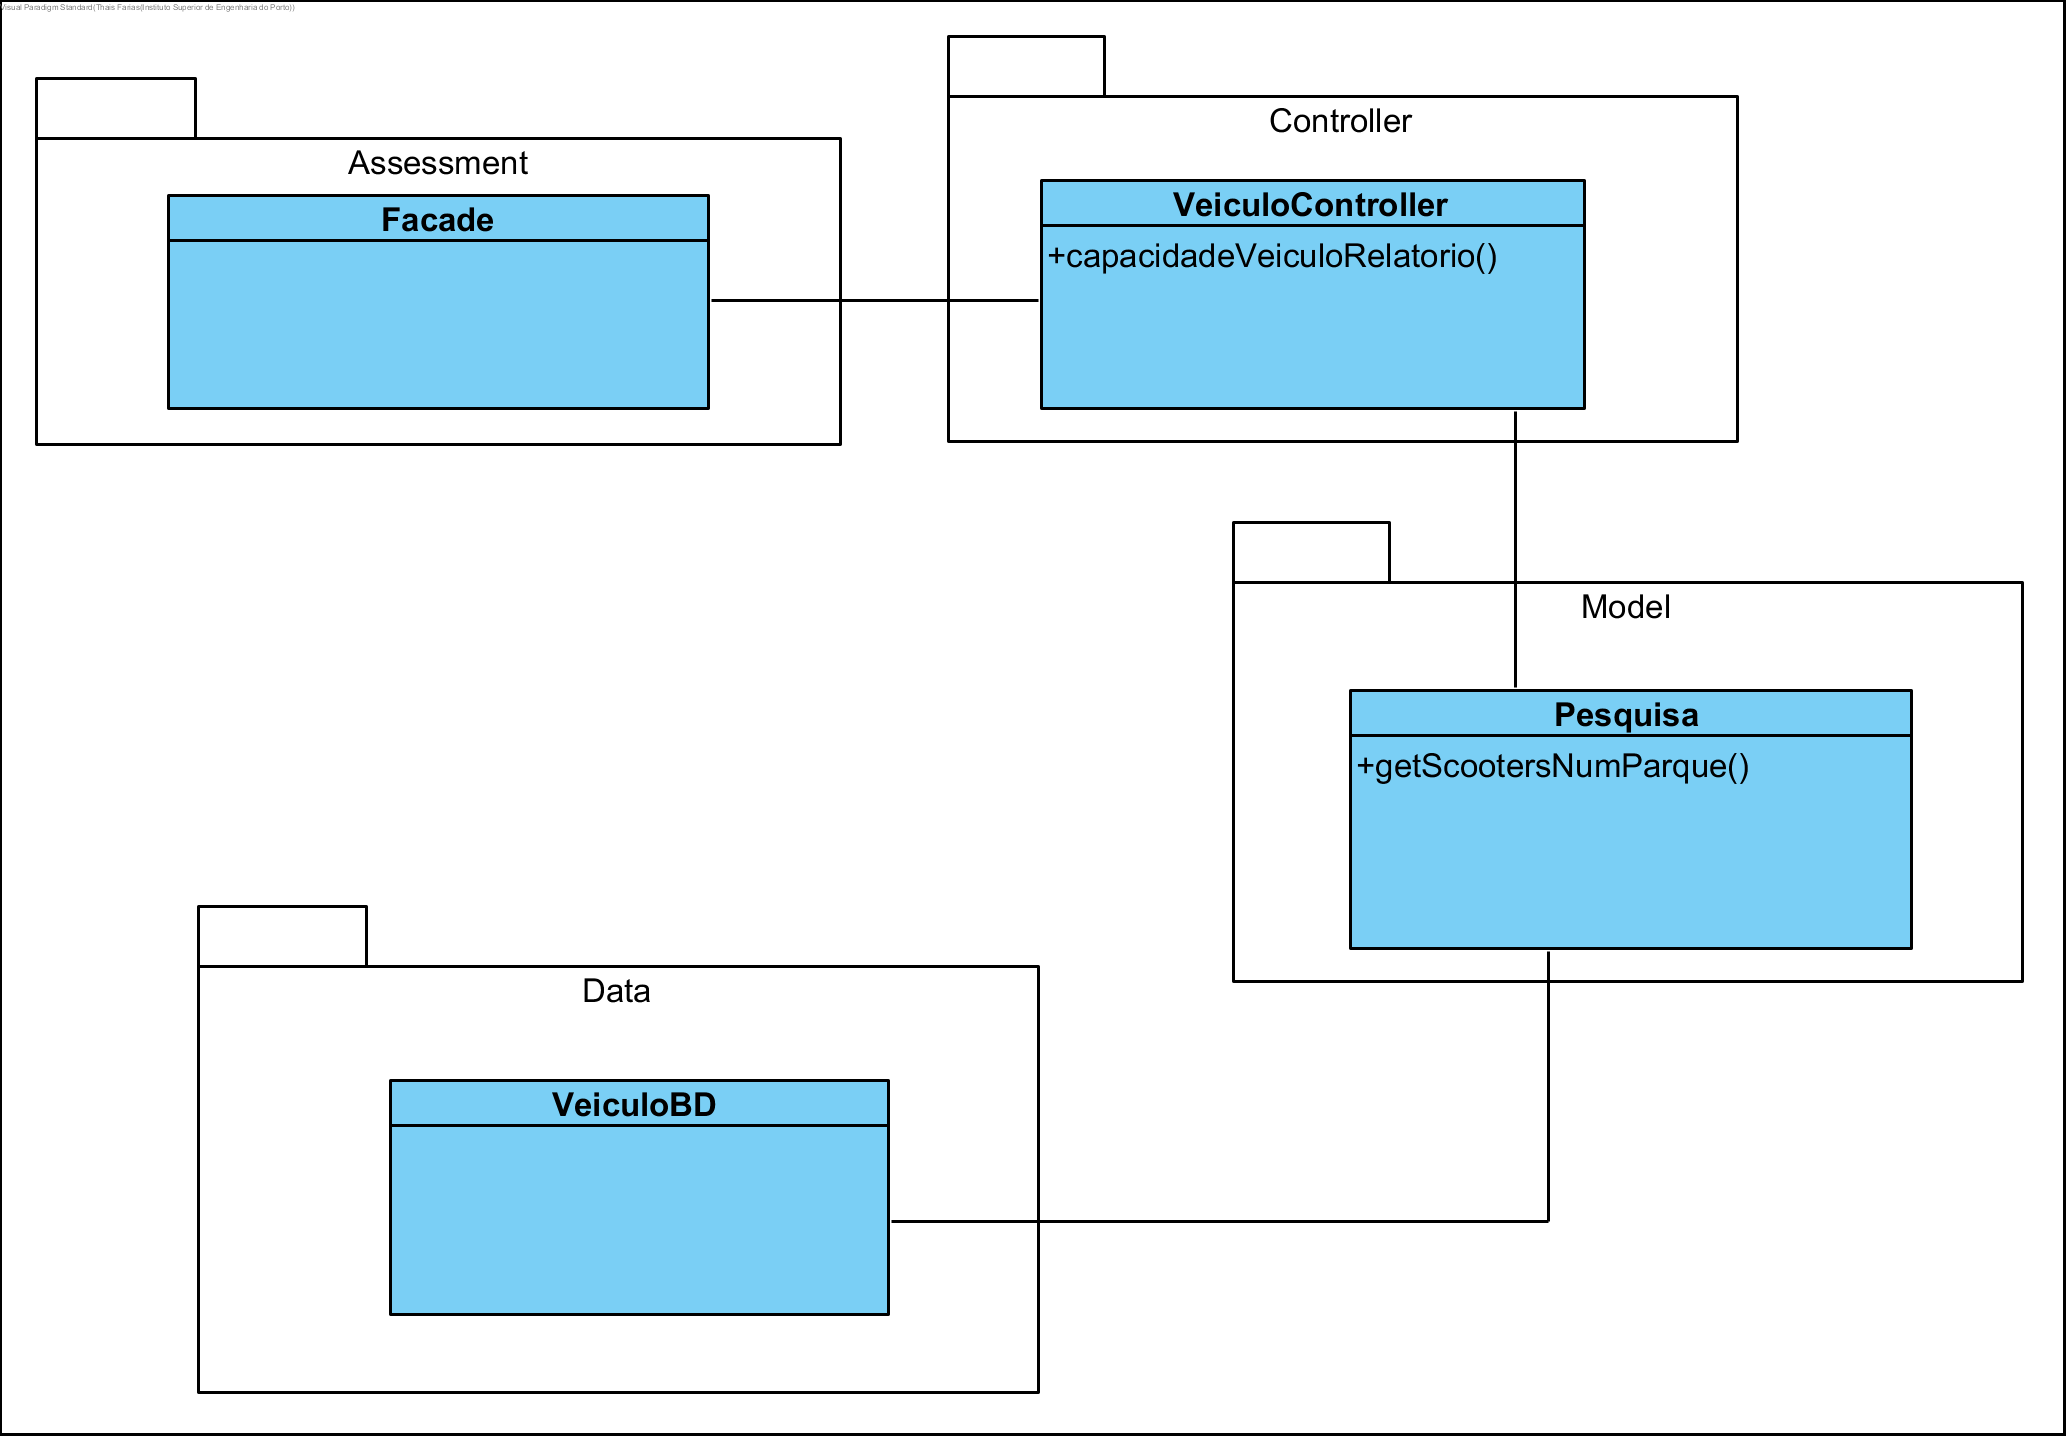 Visual Paradigm Standard(Thais Farias(Instituto Superior de Engenharia do Porto))
Assessment
Facade
Controller
VeiculoController
+capacidadeVeiculoRelatorio()
Model
Pesquisa
+getScootersNumParque()
Data
VeiculoBD